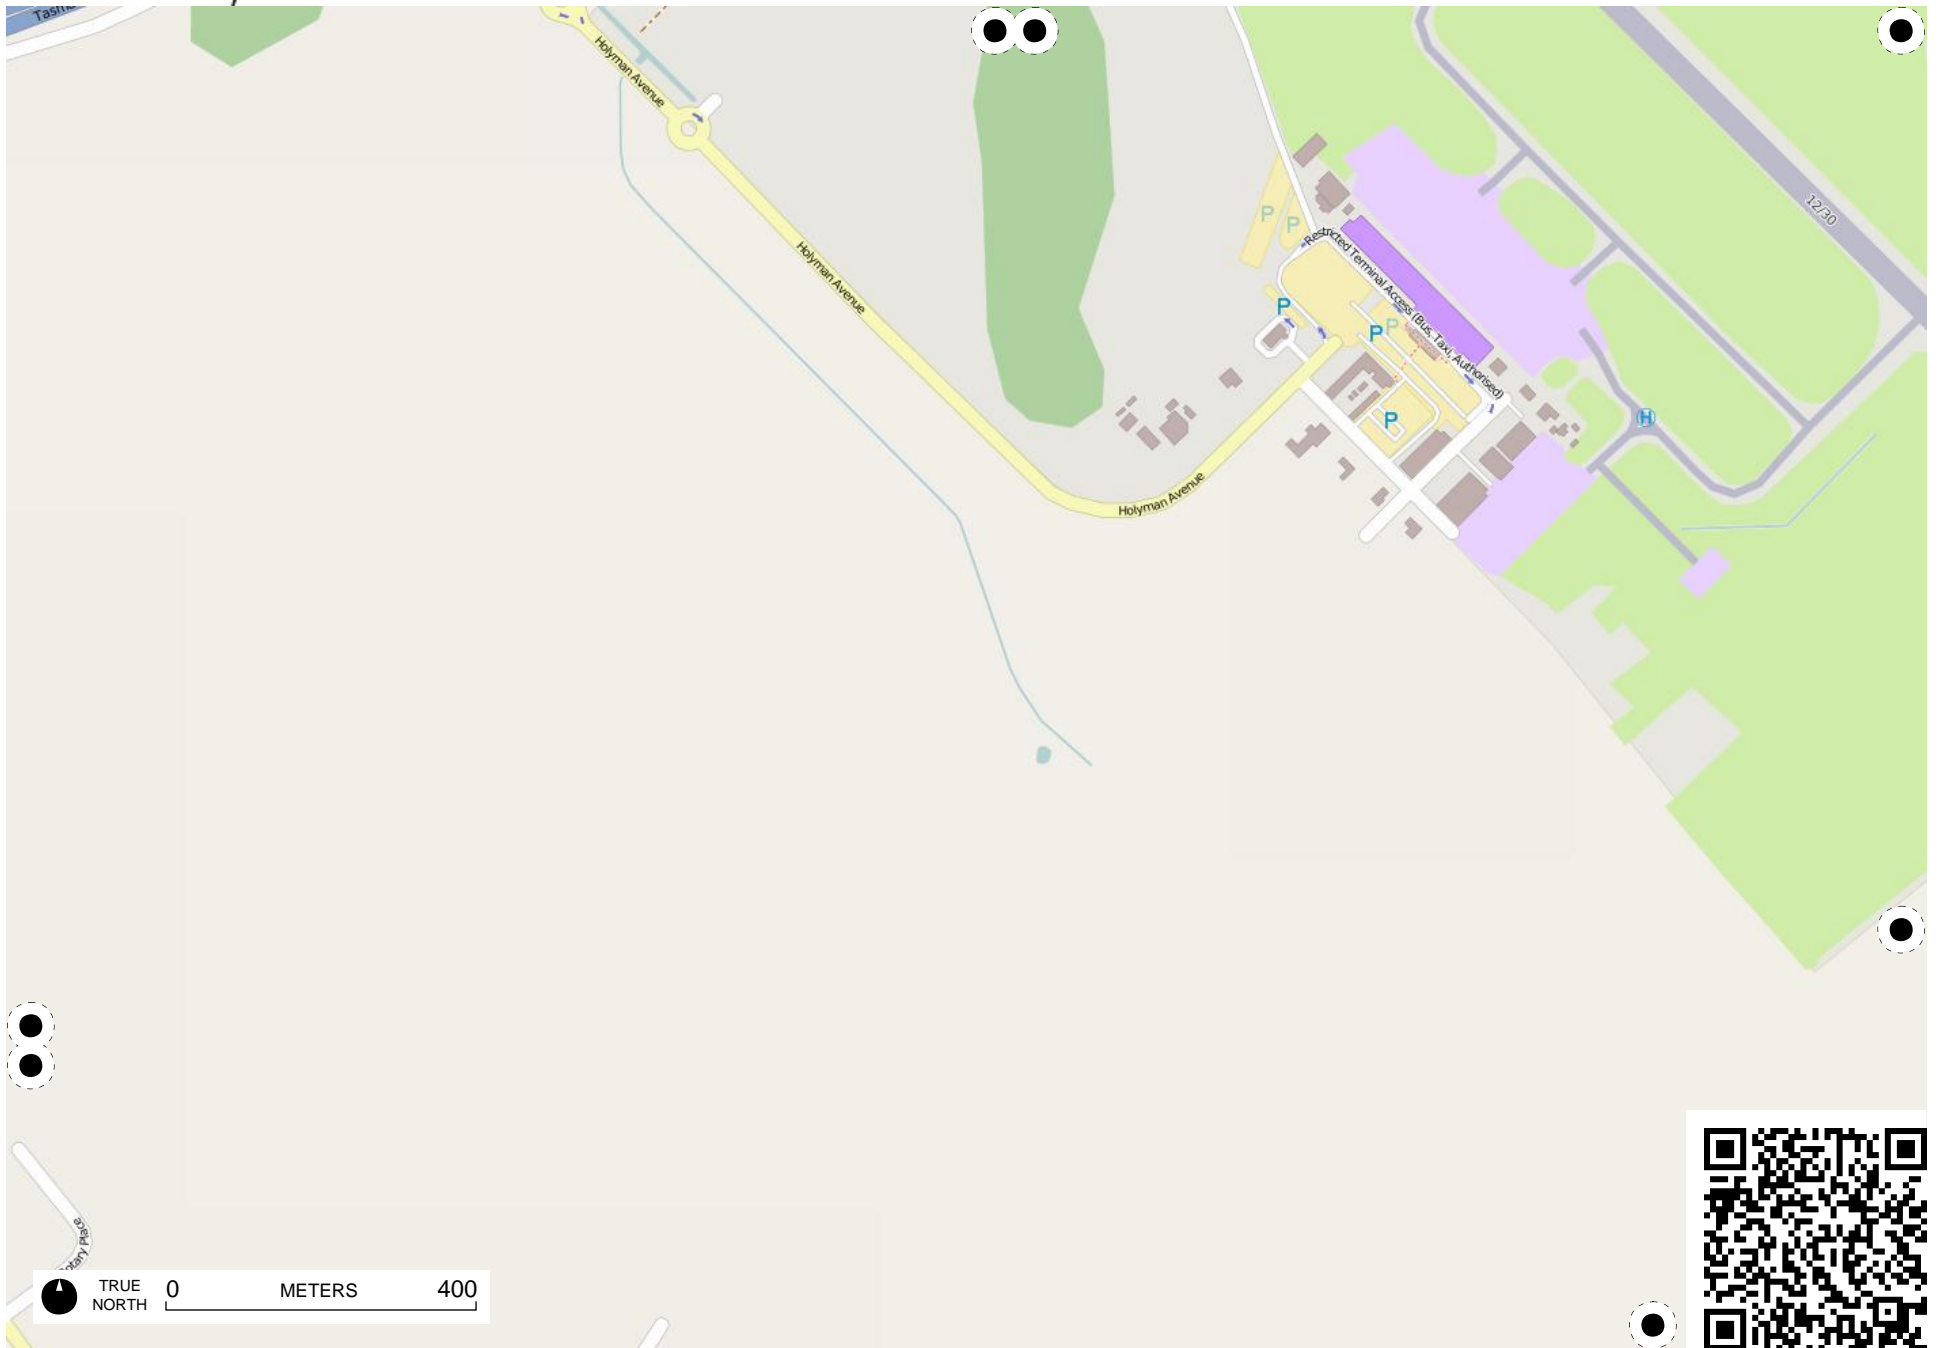 Holyman Avenue
12/30
P
P
Holyman Avenue
Restricted Terminal Access (Bus, Taxi, Authorised)
P
P
P
P
H
Holyman Avenue
TRUE
NORTH
0
METERS
400